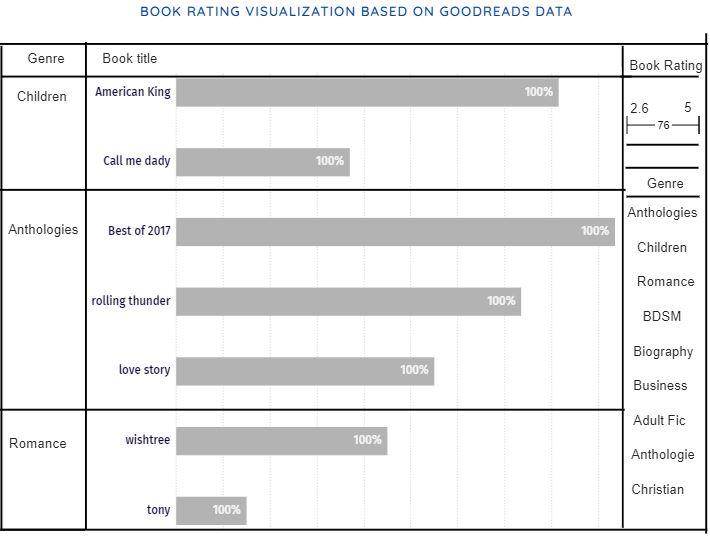 BOOK RATING VISUALIZATION BASED ON GOODREADS DATA
Genre Book title Book Rating
Children American King 100%
2.6 5
76
Call me dady 100%
Genre
Anthologies Best of 2017 100%
rolling thunder 100%
love story 100%
Romance wishtree 100%
tony 100%
Anthologies
Children
Romance
BDSM
Biography
Business
Adult Fic
Anthologie
Christian